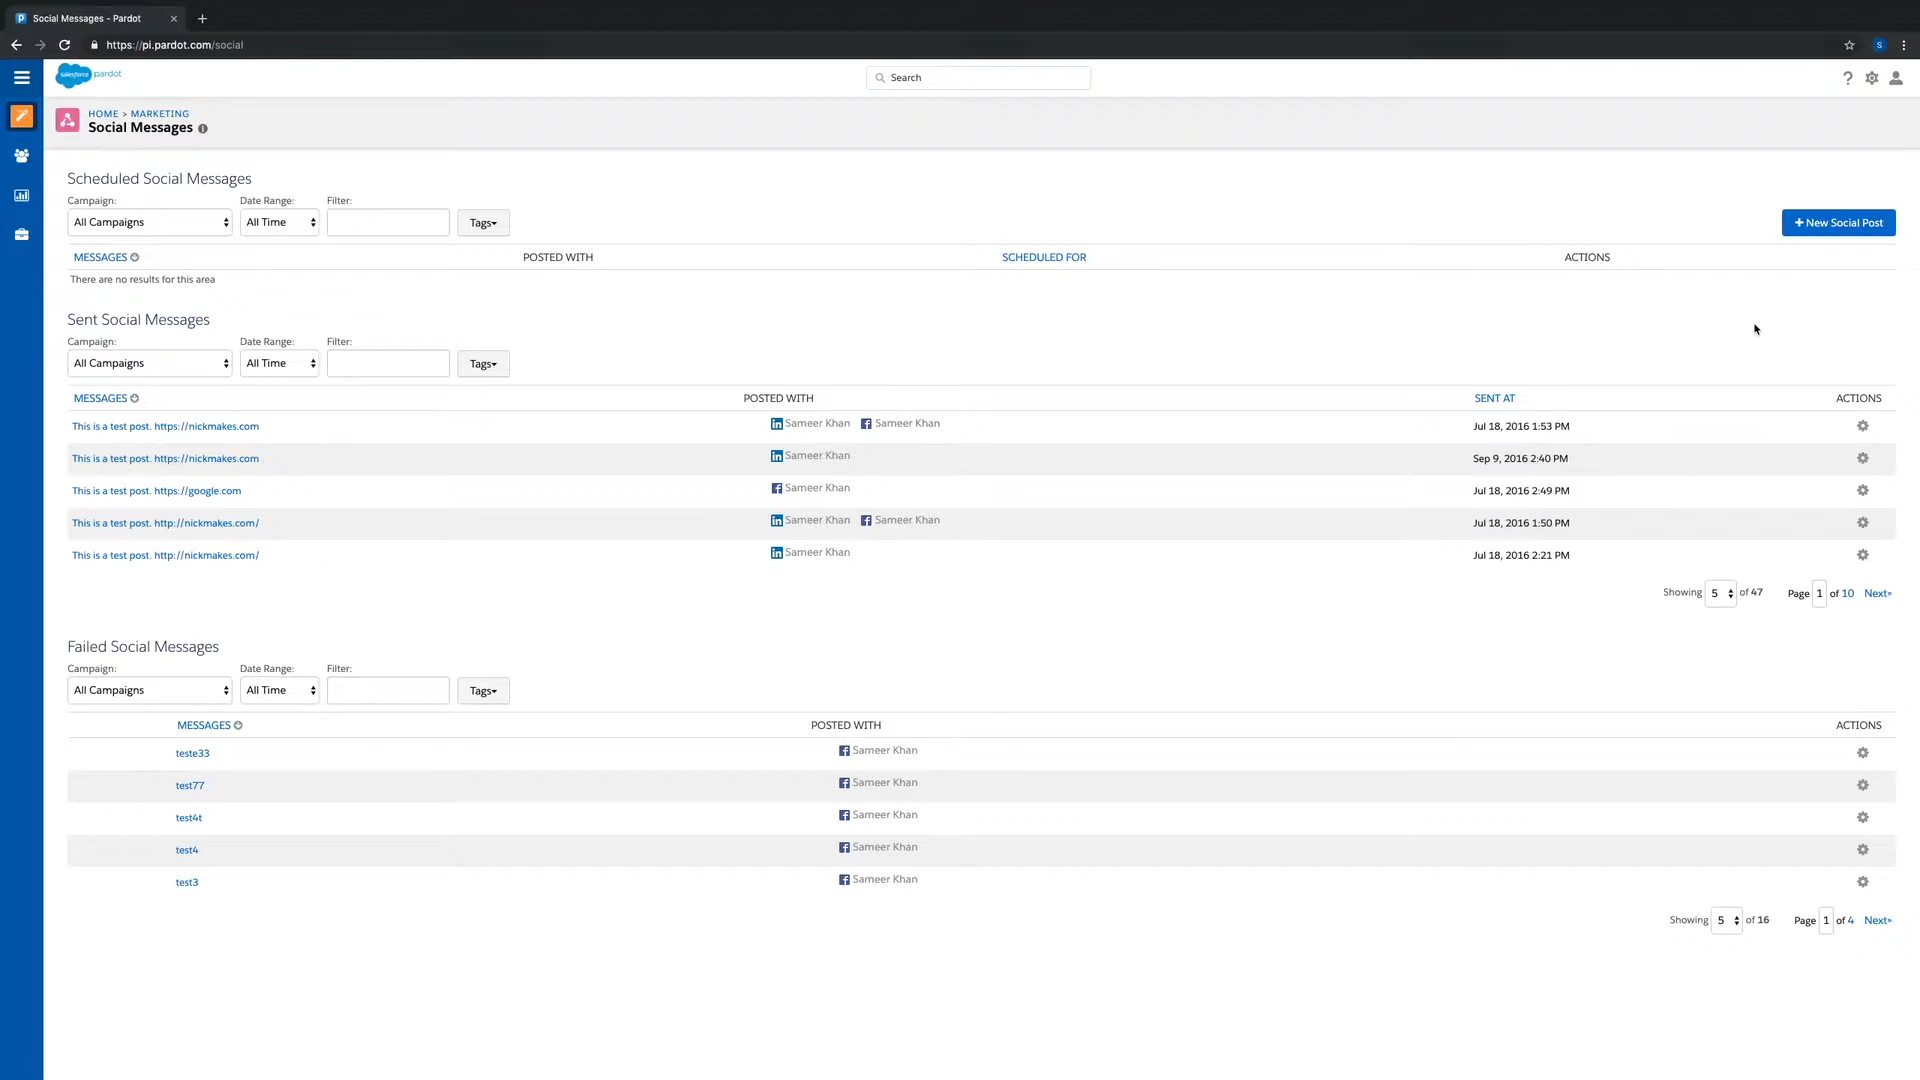 Social Messages - Pardot
https://pi.pardot.com/social
S
salesforce pardot
Search
HOME > MARKETING
Social Messages
Scheduled Social Messages
Campaign: Date Range: Filter:
All Campaigns All Time Tags
+ New Social Post
MESSAGES POSTED WITH SCHEDULED FOR ACTIONS
There are no results for this area
Sent Social Messages
Campaign: Date Range: Filter:
All Campaigns All Time Tags
MESSAGES POSTED WITH SENT AT ACTIONS
This is a test post. https://nickmakes.com in Sameer Khan f Sameer Khan Jul 18, 2016 1:53 PM
This is a test post. https://nickmakes.com in Sameer Khan Sep 9, 2016 2:40 PM
This is a test post. https://google.com f Sameer Khan Jul 18, 2016 2:49 PM
This is a test post. http://nickmakes.com/ in Sameer Khan f Sameer Khan Jul 18, 2016 1:50 PM
This is a test post. http://nickmakes.com/ in Sameer Khan Jul 18, 2016 2:21 PM
Showing 5 of 47 Page 1 of 10 Next»
Failed Social Messages
Campaign: Date Range: Filter:
All Campaigns All Time Tags
MESSAGES POSTED WITH ACTIONS
teste33 f Sameer Khan
test77 f Sameer Khan
test4t f Sameer Khan
test4 f Sameer Khan
test3 f Sameer Khan
Showing 5 of 16 Page 1 of 4 Next»